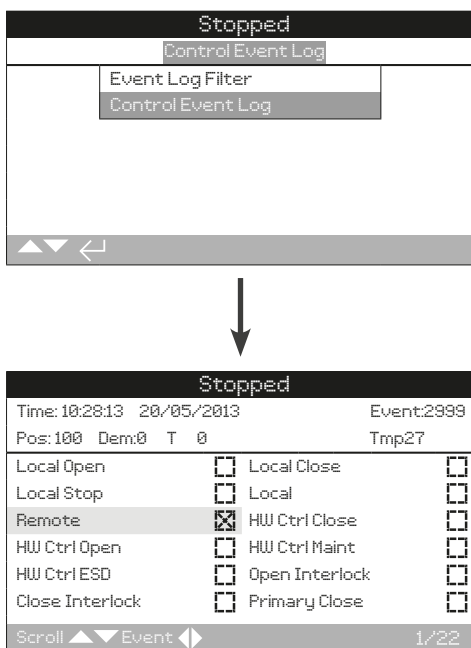 Stopped
Control Event Log
Event Log Filter
Control Event Log
Stopped
Time: 10:28:13 20/05/2013 Event:2999
Pos: 100 Dem:0 T 0 Tmp27
Local Open Local Close
Local Stop Local
Remote HW Ctrl Close
HW Ctrl Open HW Ctrl Maint
HW Ctrl ESD Open Interlock
Close Interlock Primary Close
Scroll Event 1/22